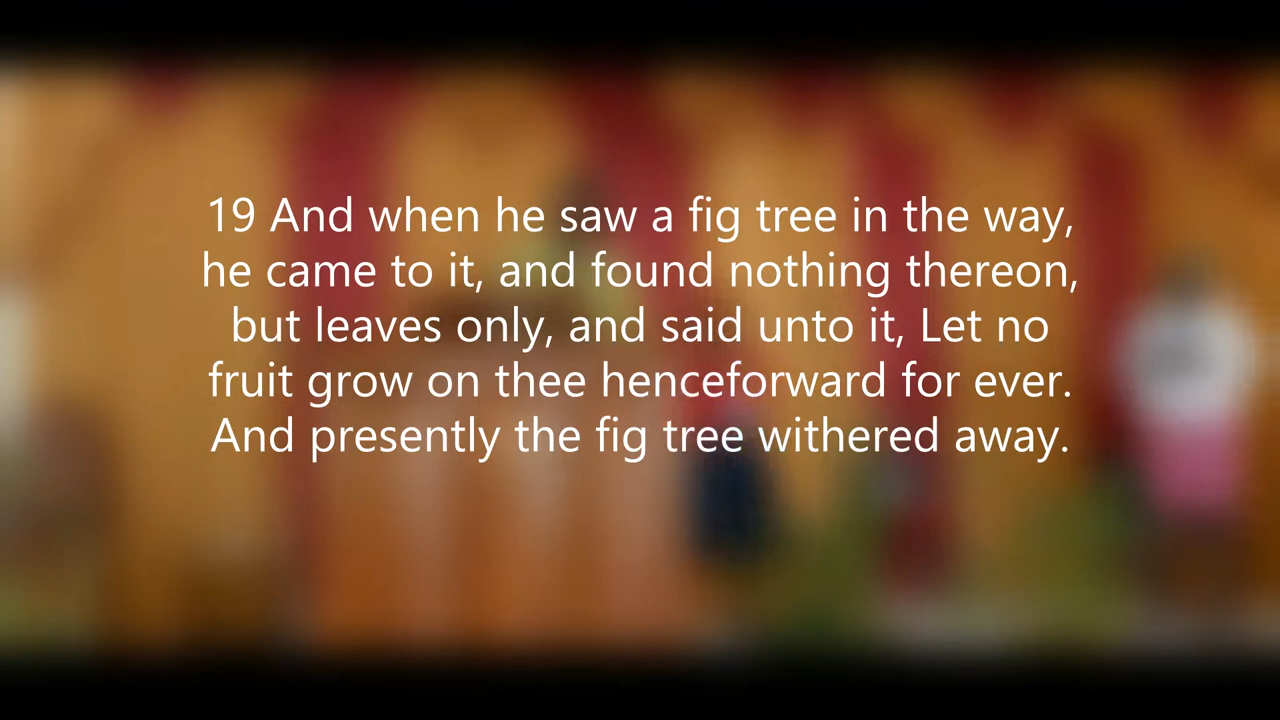 19 And when he saw a fig tree in the way,
he came to it, and found nothing thereon,
but leaves only, and said unto it, Let no
fruit grow on thee henceforward for ever.
And presently the fig tree withered away.